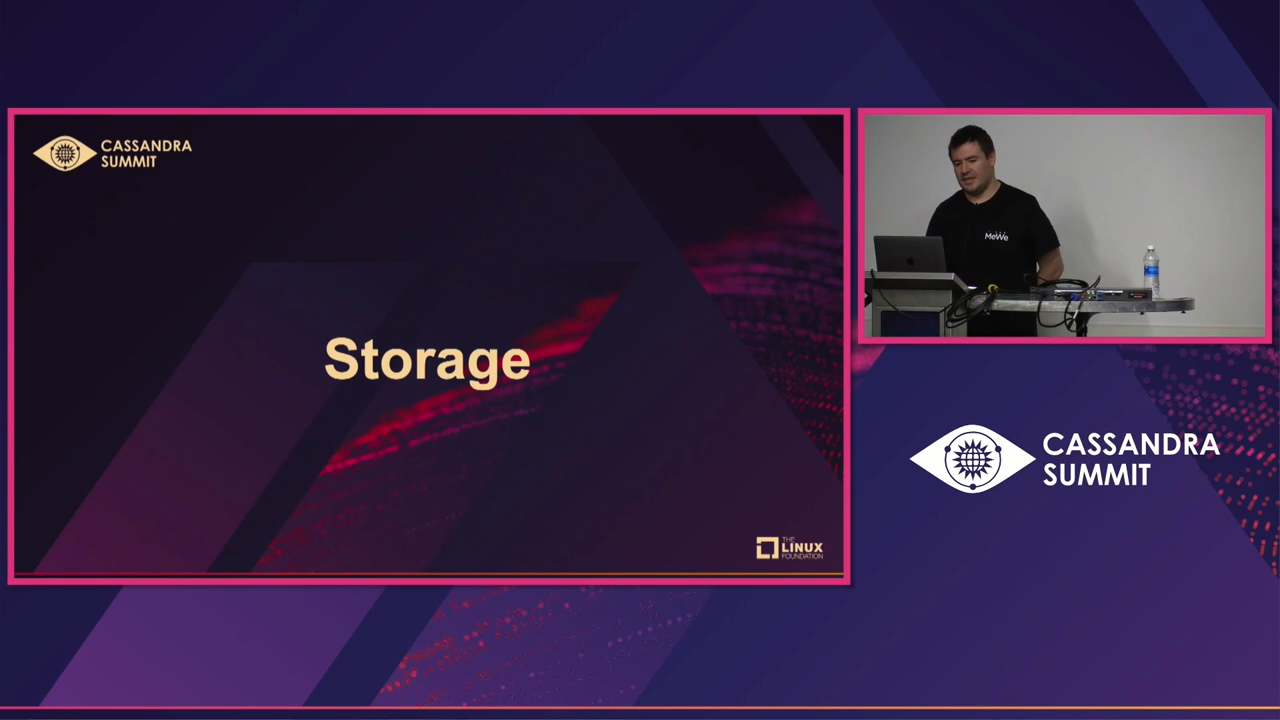 CASSANDRA
SUMMIT
Storage
THE
LINUX
FOUNDATION
MeWe
CASSANDRA
SUMMIT